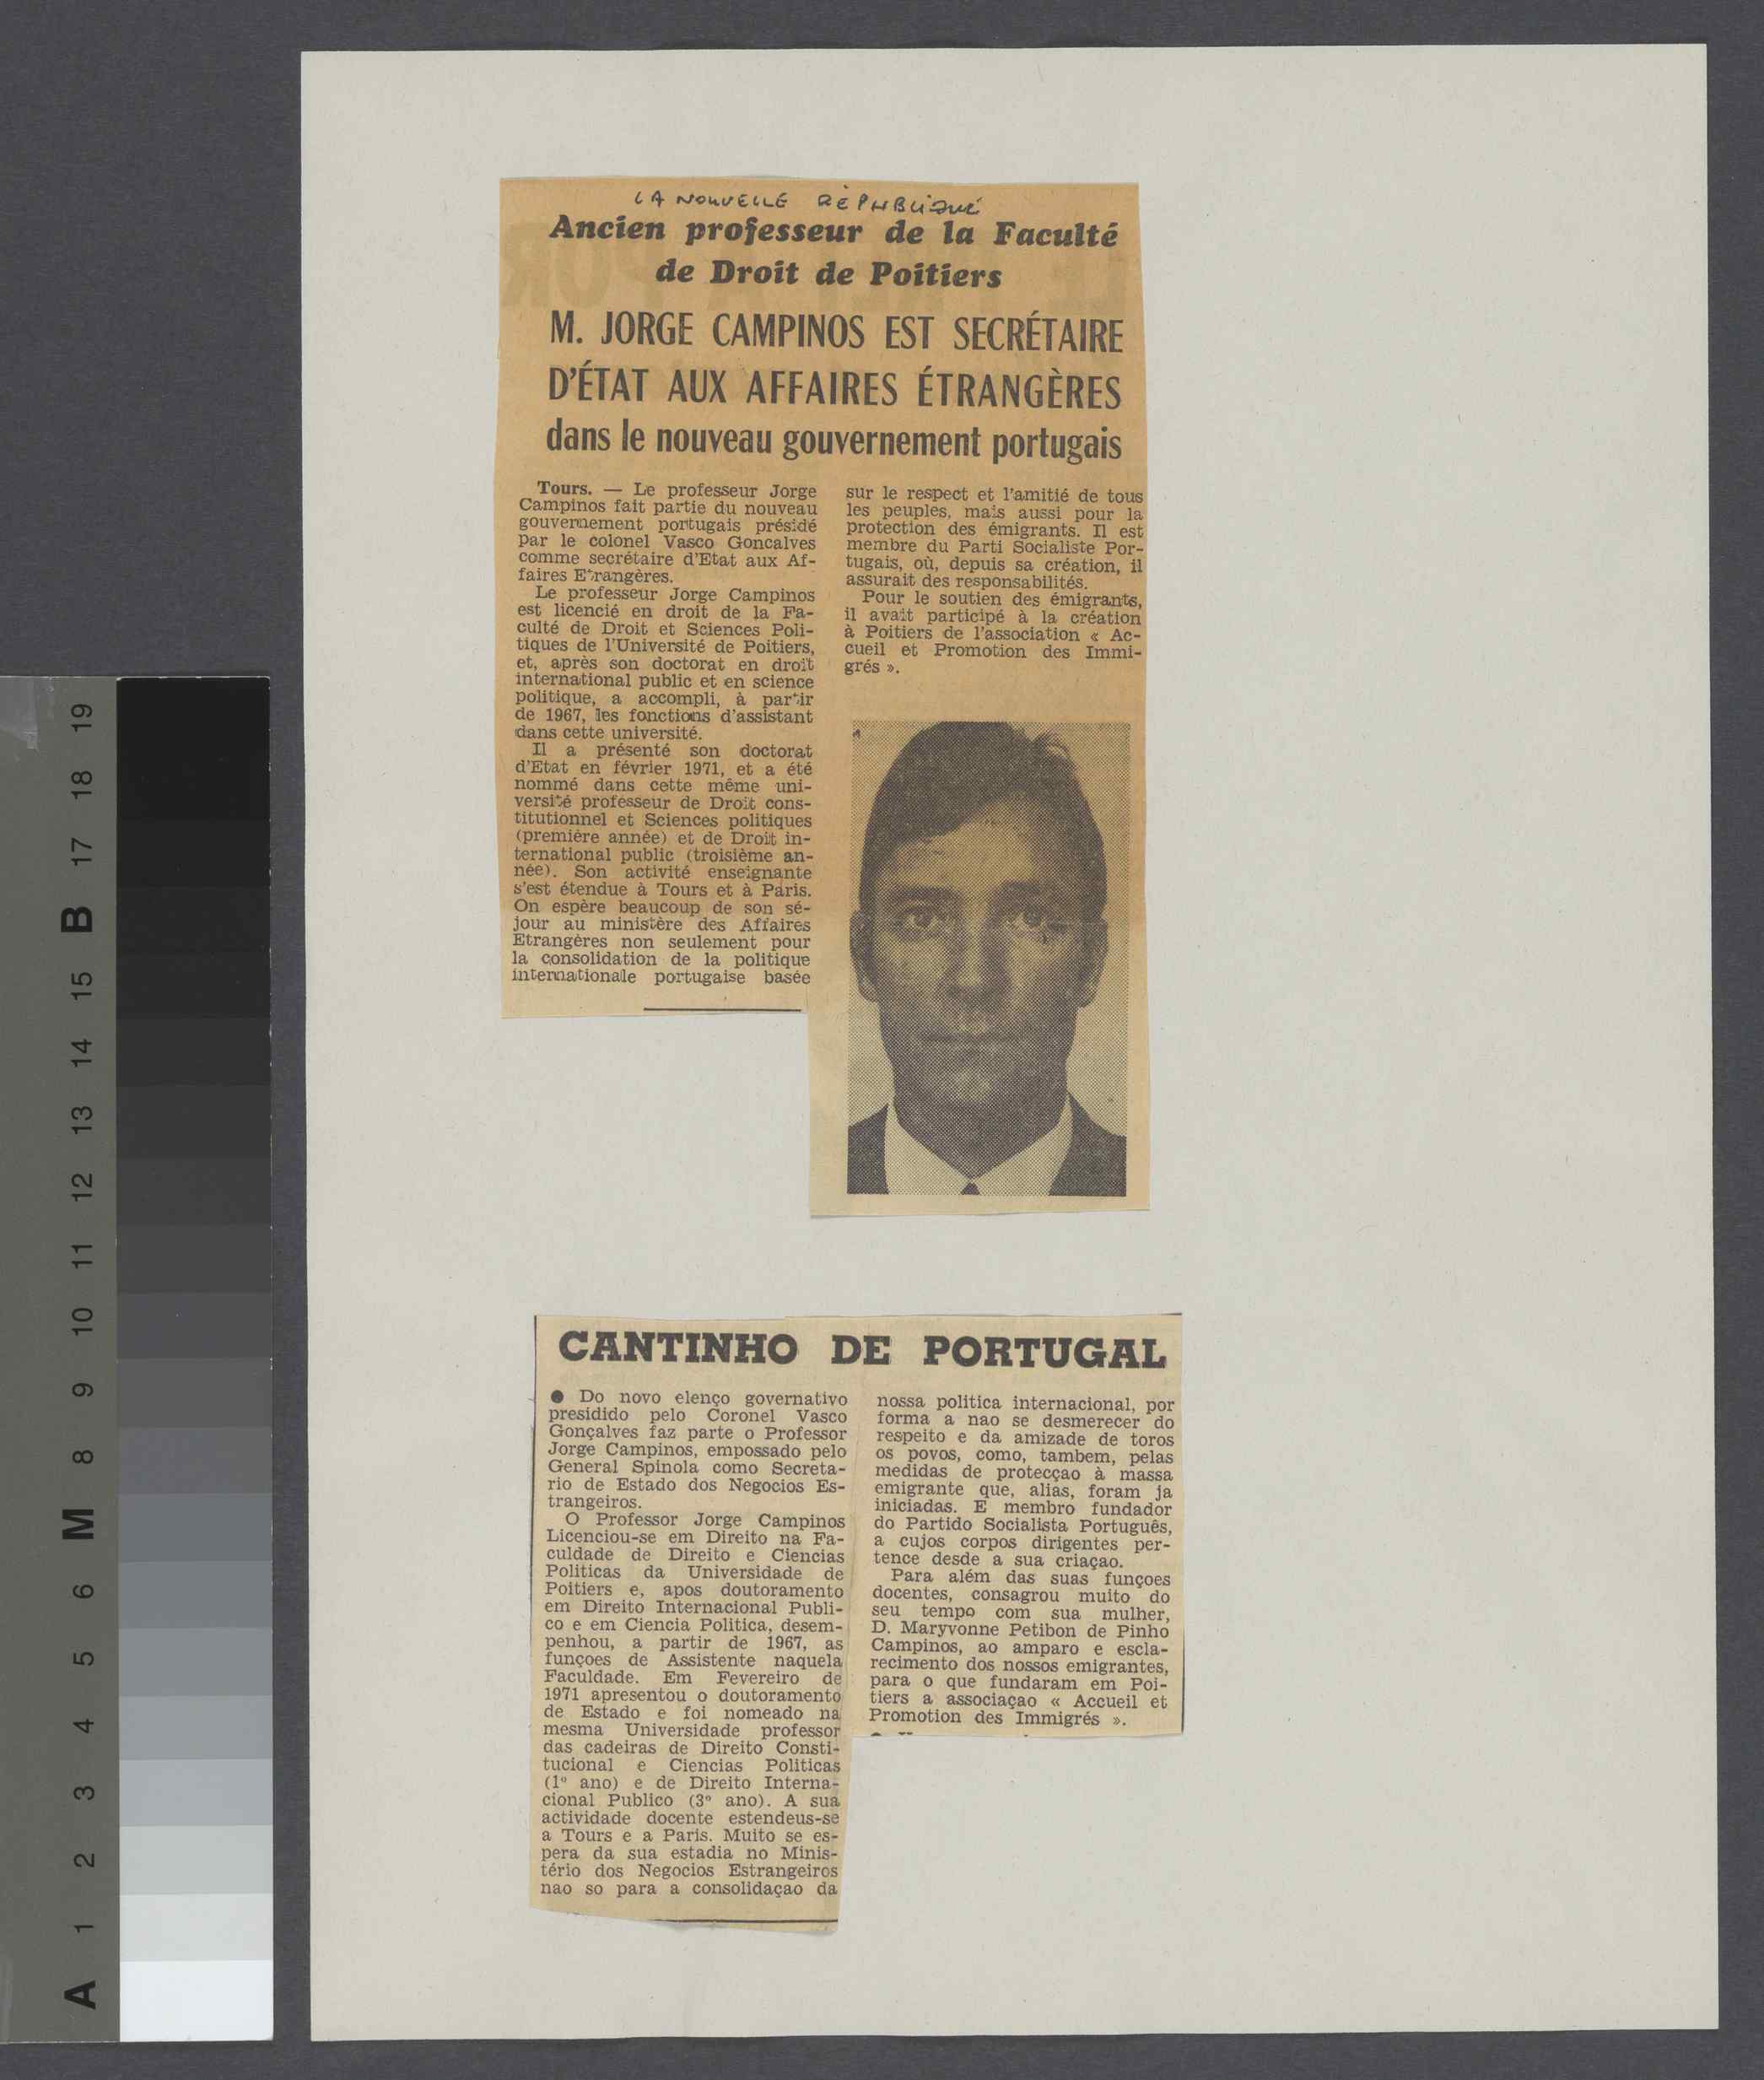 LA NOUVELLE RÉPUBLIQUE
Ancien professeur de la Faculté
de Droit de Poitiers
M. JORGE CAMPINOS EST SECRÉTAIRE
D'ÉTAT AUX AFFAIRES ÉTRANGÈRES
dans le nouveau gouvernement portugais
Tours. — Le professeur Jorge
Campinos fait partie du nouveau
gouvernement portugais présidé
par le colonel Vasco Goncalves
comme secrétaire d'Etat aux Af-
faires Etrangères.
Le professeur Jorge Campinos
est licencié en droit de la Fa-
culté de Droit et Sciences Poli-
tiques de l'Université de Poitiers,
et, après son doctorat en droit
international public et en science
politique, a accompli, à partir
de 1967, les fonctions d'assistant
dans cette université.
Il a présenté son doctorat
d'Etat en février 1971, et a été
nommé dans cette même uni-
versité professeur de Droit cons-
titutionnel et Sciences politiques
(première année) et de Droit in-
ternational public (troisième an-
née). Son activité enseignante
s'est étendue à Tours et à Paris.
On espère beaucoup de son sé-
jour au ministère des Affaires
Etrangères non seulement pour
la consolidation de la politique
internationale portugaise basée
sur le respect et l'amitié de tous
les peuples, mais aussi pour la
protection des émigrants. Il est
membre du Parti Socialiste Por-
tugais, où, depuis sa création, il
assurait des responsabilités.
Pour le soutien des émigrants,
il avait participé à la création
à Poitiers de l'association « Ac-
cueil et Promotion des Immi-
grés ».
CANTINHO DE PORTUGAL
● Do novo elenço governativo
presidido pelo Coronel Vasco
Gonçalves faz parte o Professor
Jorge Campinos, empossado pelo
General Spinola como Secreta-
rio de Estado dos Negocios Es-
trangeiros.
O Professor Jorge Campinos
Licenciou-se em Direito na Fa-
culdade de Direito e Ciencias
Politicas da Universidade de
Poitiers e, apos doutoramento
em Direito Internacional Publi-
co e em Ciencia Politica, desem-
penhou, a partir de 1967, as
funçoes de Assistente naquela
Faculdade. Em Fevereiro de
1971 apresentou o doutoramento
de Estado e foi nomeado na
mesma Universidade professor
das cadeiras de Direito Consti-
tucional e Ciencias Politicas
(1º ano) e de Direito Interna-
cional Publico (3º ano). A sua
actividade docente estendeus-se
a Tours e a Paris. Muito se es-
pera da sua estadia no Minis-
tério dos Negocios Estrangeiros
nao so para a consolidaçao da
nossa politica internacional, por
forma a nao se desmerecer do
respeito e da amizade de toros
os povos, como, tambem, pelas
medidas de protecçao à massa
emigrante que, alias, foram ja
iniciadas. E membro fundador
do Partido Socialista Português,
a cujos corpos dirigentes per-
tence desde a sua criaçao.
Para além das suas funçoes
docentes, consagrou muito do
seu tempo com sua mulher,
D. Maryvonne Petibon de Pinho
Campinos, ao amparo e escla-
recimento dos nossos emigrantes,
para o que fundaram em Poi-
tiers a associaçao « Accueil et
Promotion des Immigrés ».
A 1 2 3 4 5 6 M 8 9 10 11 12 13 14 15 B 17 18 19